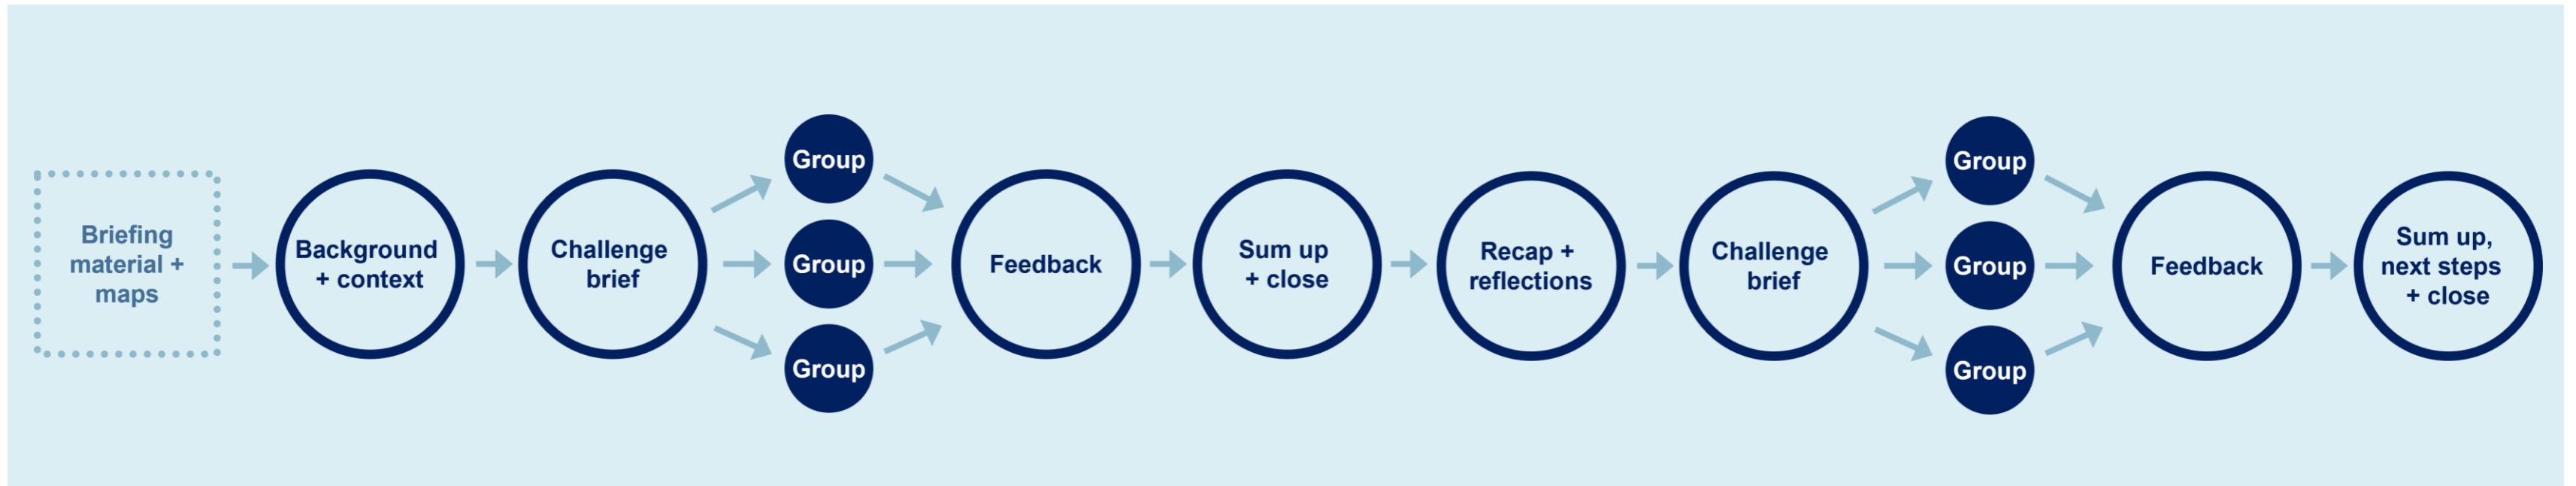 Briefing
material +
maps
Background
+ context
Challenge
brief
Group
Group
Group
Feedback
Sum up
+ close
Recap +
reflections
Challenge
brief
Group
Group
Group
Feedback
Sum up,
next steps
+ close